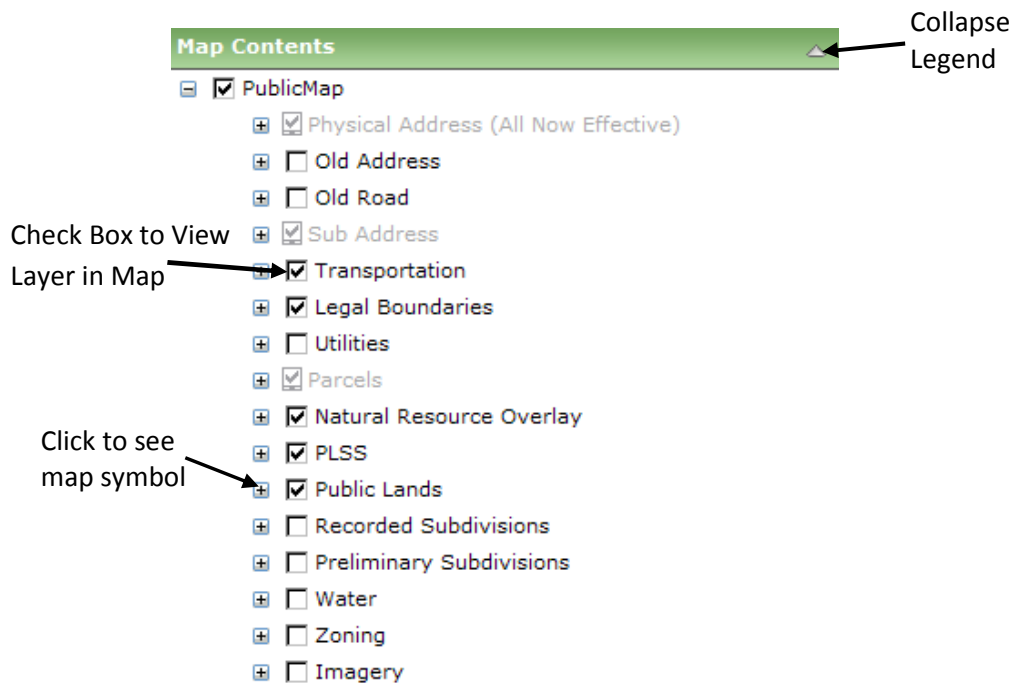 Collapse
Legend
Map Contents
PublicMap
Physical Address (All Now Effective)
Old Address
Old Road
Check Box to View
Layer in Map
Sub Address
Transportation
Legal Boundaries
Utilities
Parcels
Natural Resource Overlay
Click to see
map symbol
PLSS
Public Lands
Recorded Subdivisions
Preliminary Subdivisions
Water
Zoning
Imagery